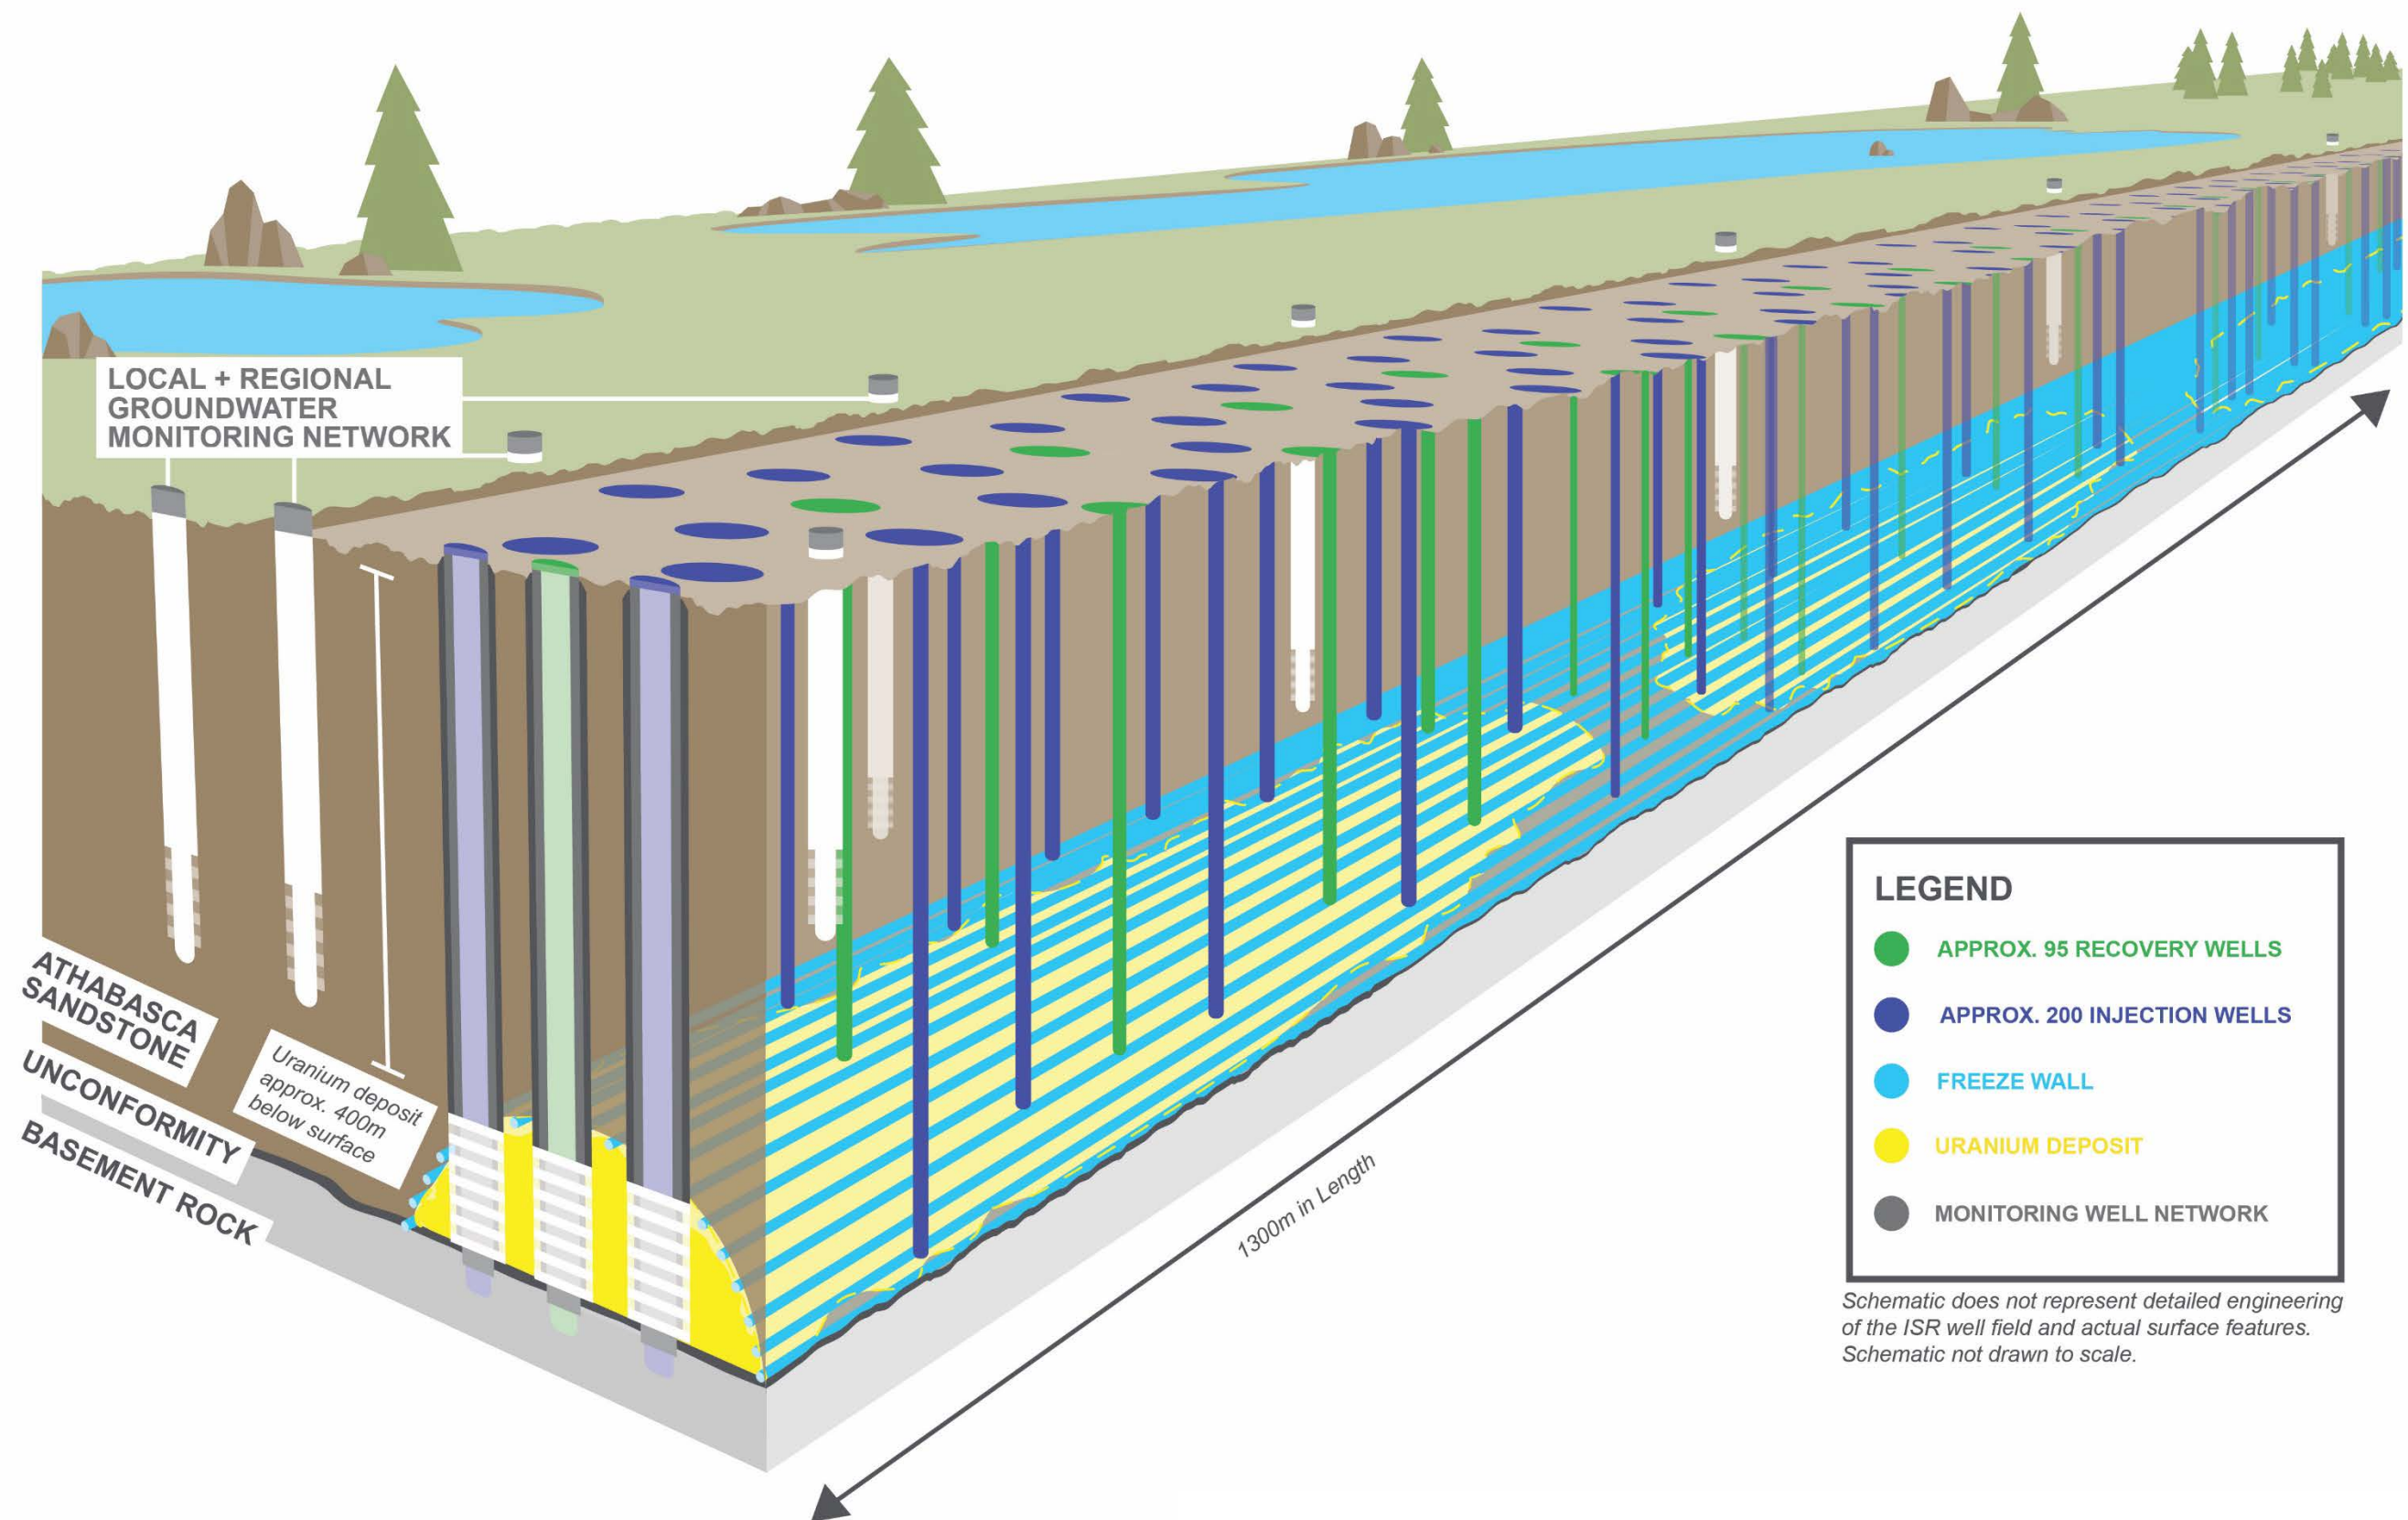 LOCAL + REGIONAL
GROUNDWATER
MONITORING NETWORK
ATHABASCA
SANDSTONE
UNCONFORMITY
BASEMENT ROCK
Uranium deposit
approx. 400m
below surface
1300m in Length
LEGEND
APPROX. 95 RECOVERY WELLS
APPROX. 200 INJECTION WELLS
FREEZE WALL
URANIUM DEPOSIT
MONITORING WELL NETWORK
Schematic does not represent detailed engineering
of the ISR well field and actual surface features.
Schematic not drawn to scale.